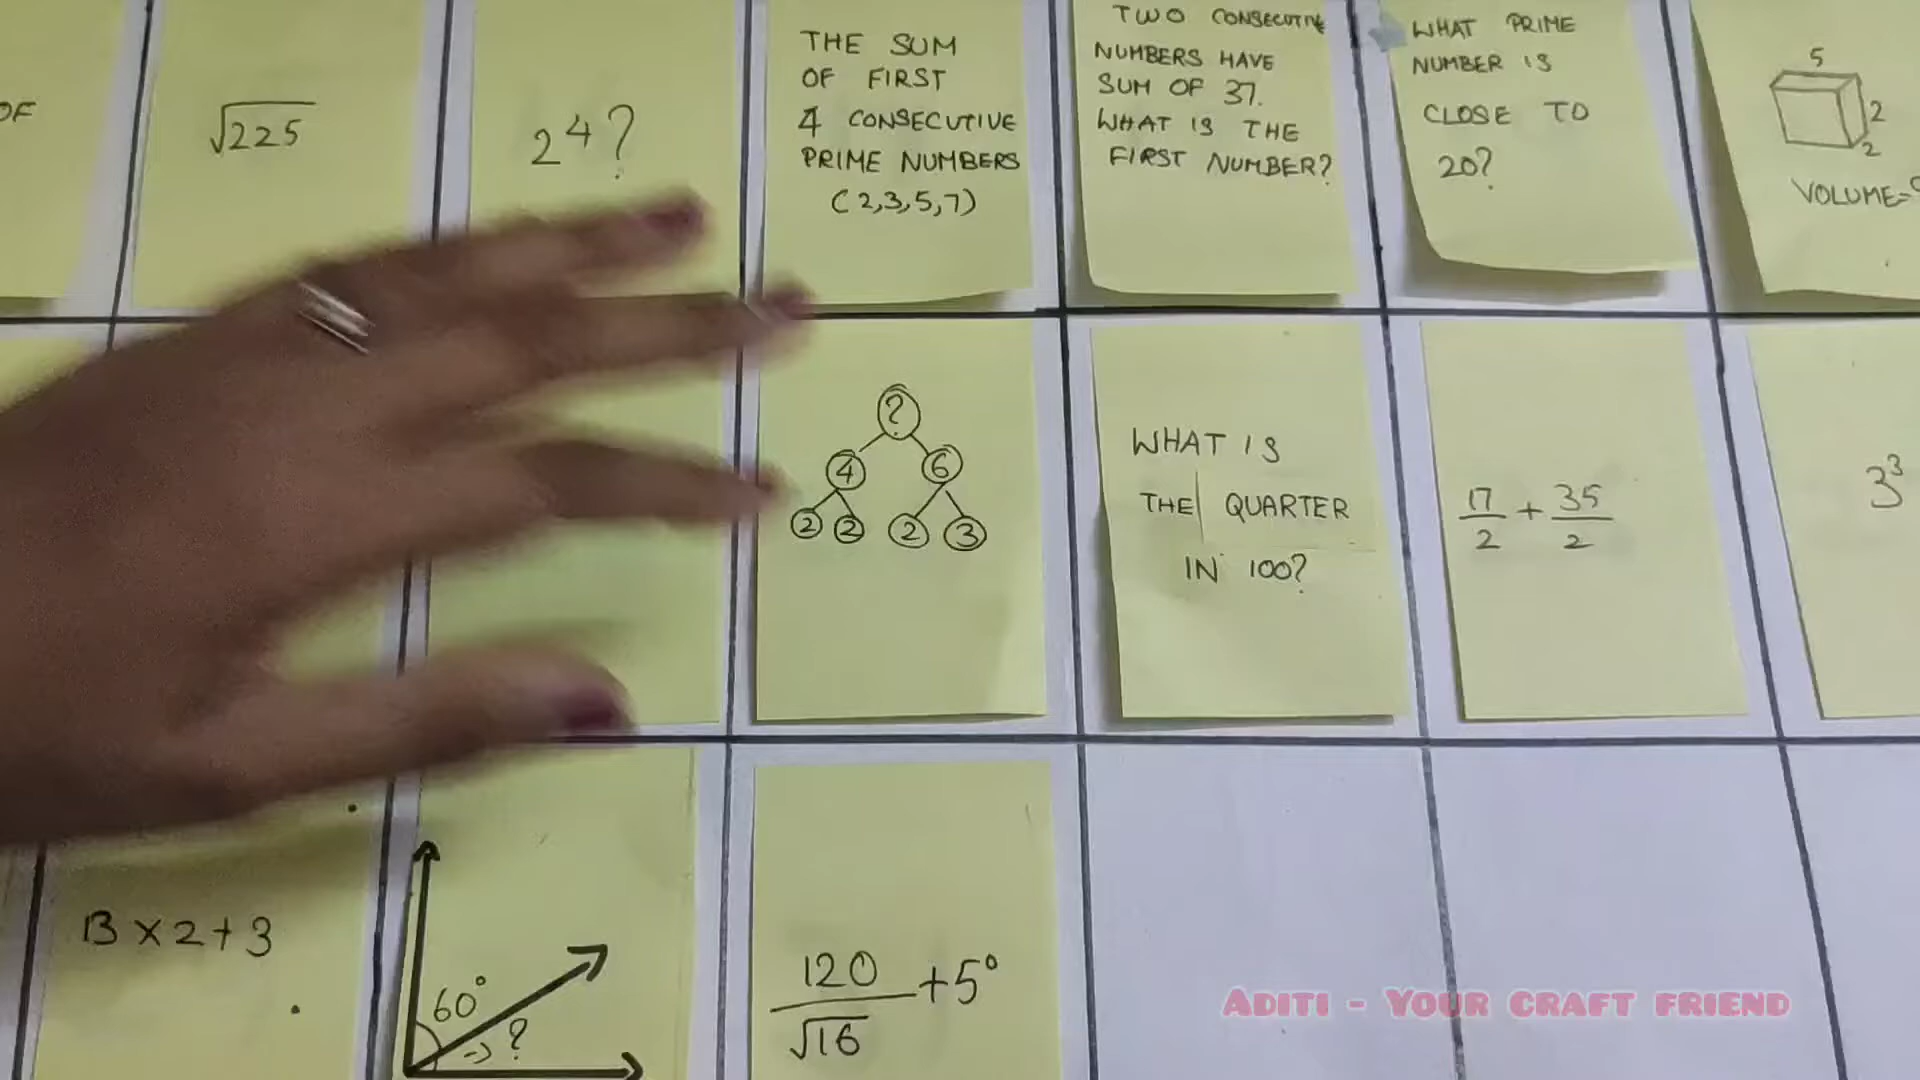 OF
√225
2⁴?
THE SUM
OF FIRST
4 CONSECUTIVE
PRIME NUMBERS
(2,3,5,7)
TWO CONSECUTIVE
NUMBERS HAVE
SUM OF 37.
WHAT IS THE
FIRST NUMBER?
WHAT PRIME
NUMBER IS
CLOSE TO
20?
5
2
2
VOLUME=
?
4 6
2 2 2 3
WHAT IS
THE QUARTER
IN 100?
17/2 + 35/2
3³
13 x 2 + 3
60°
?
120/√16 + 5°
ADITI - YOUR CRAFT FRIEND